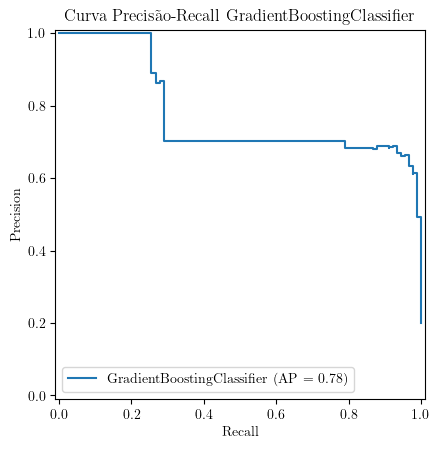 Curva Precisão-Recall GradientBoostingClassifier
1.0
0.8
0.6
0.4
0.2
0.0
Precision
GradientBoostingClassifier (AP = 0.78)
0.0 0.2 0.4 0.6 0.8 1.0
Recall